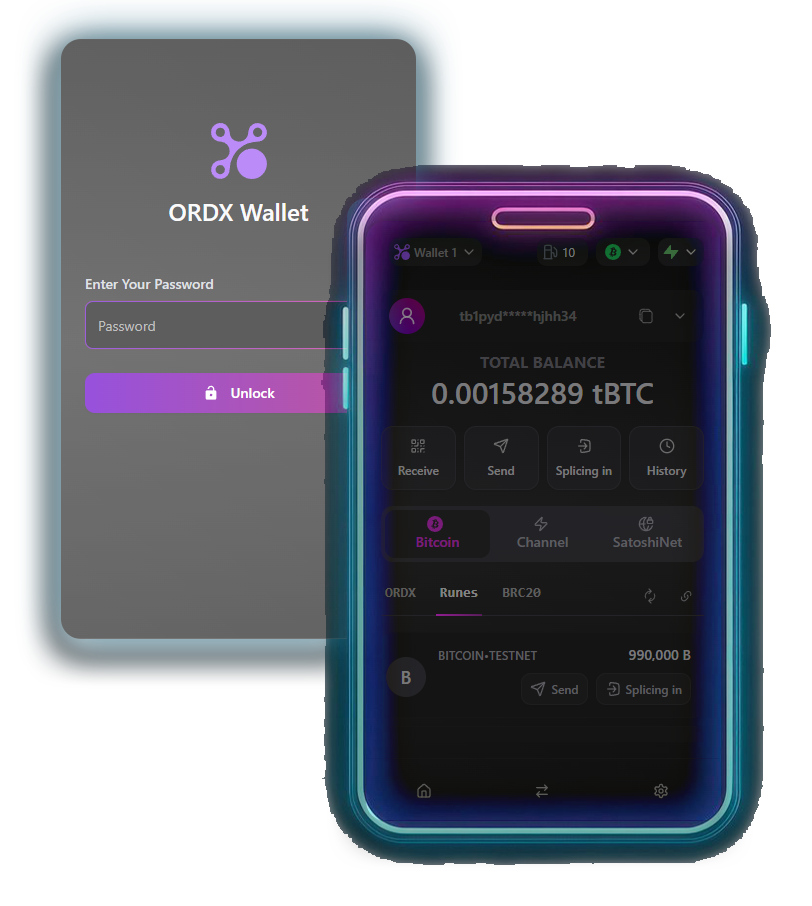 ORDX Wallet
Enter Your Password
Password
Unlock
Wallet 1
10
tb1pyd*****hjhh34
TOTAL BALANCE
0.00158289 tBTC
Receive Send Splicing in History
Bitcoin Channel SatoshiNet
ORDX Runes BRC20
BITCOIN•TESTNET 990,000 B
B
Send Splicing in